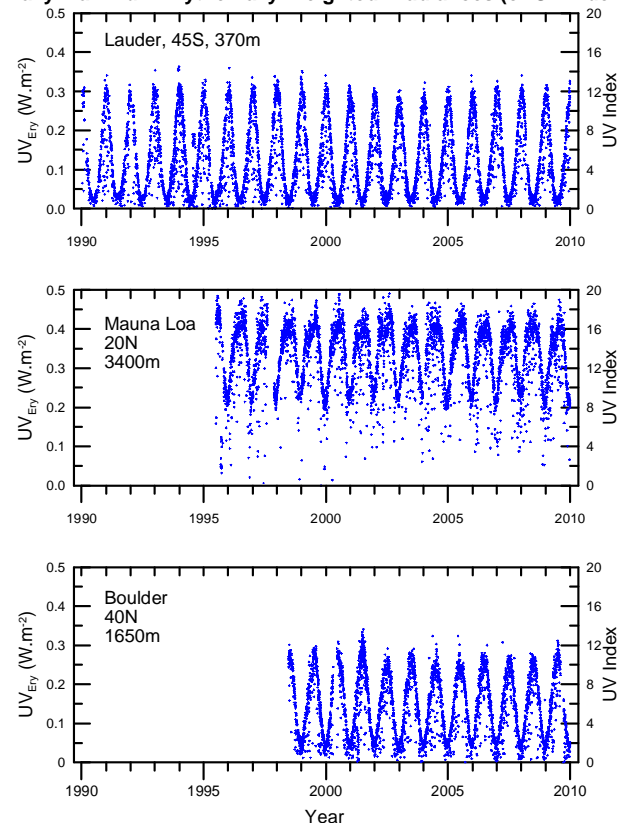 Lauder, 45S, 370m
0.5
0.4
0.3
0.2
0.1
0.0
UV_Ery (W.m-2)
20
16
12
8
4
0
UV Index
1990 1995 2000 2005 2010
Mauna Loa
20N
3400m
0.5
0.4
0.3
0.2
0.1
0.0
UV_Ery (W.m-2)
20
16
12
8
4
0
UV Index
1990 1995 2000 2005 2010
Boulder
40N
1650m
0.5
0.4
0.3
0.2
0.1
0
UV_Ery (W.m-2)
20
16
12
8
4
0
UV Index
1990 1995 2000 2005 2010
Year